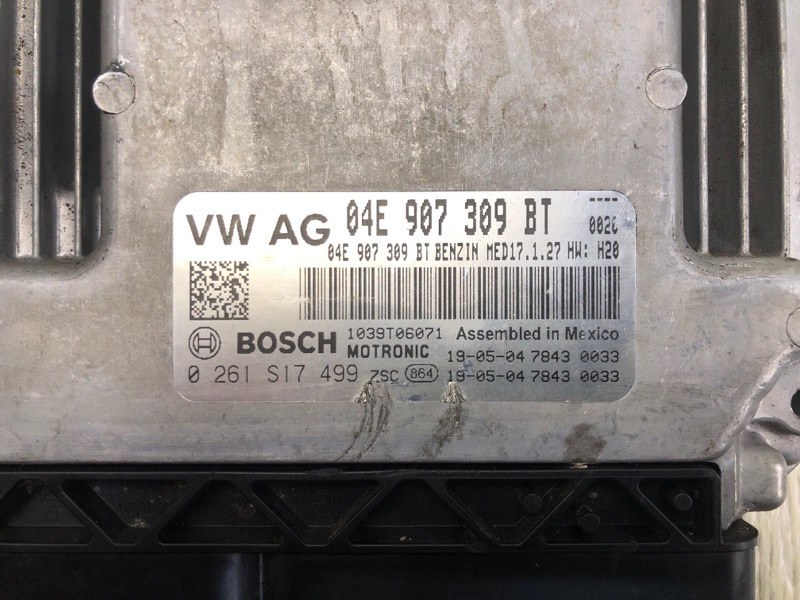 VW AG 04E 907 309 BT ----
04E 907 309 BT BENZIN MED17.1.27 HW: H20
BOSCH 1039T06071 Assembled in Mexico
MOTRONIC 19-05-04 7843 0033
0 261 S17 499 ZSC 864 19-05-04 7843 0033